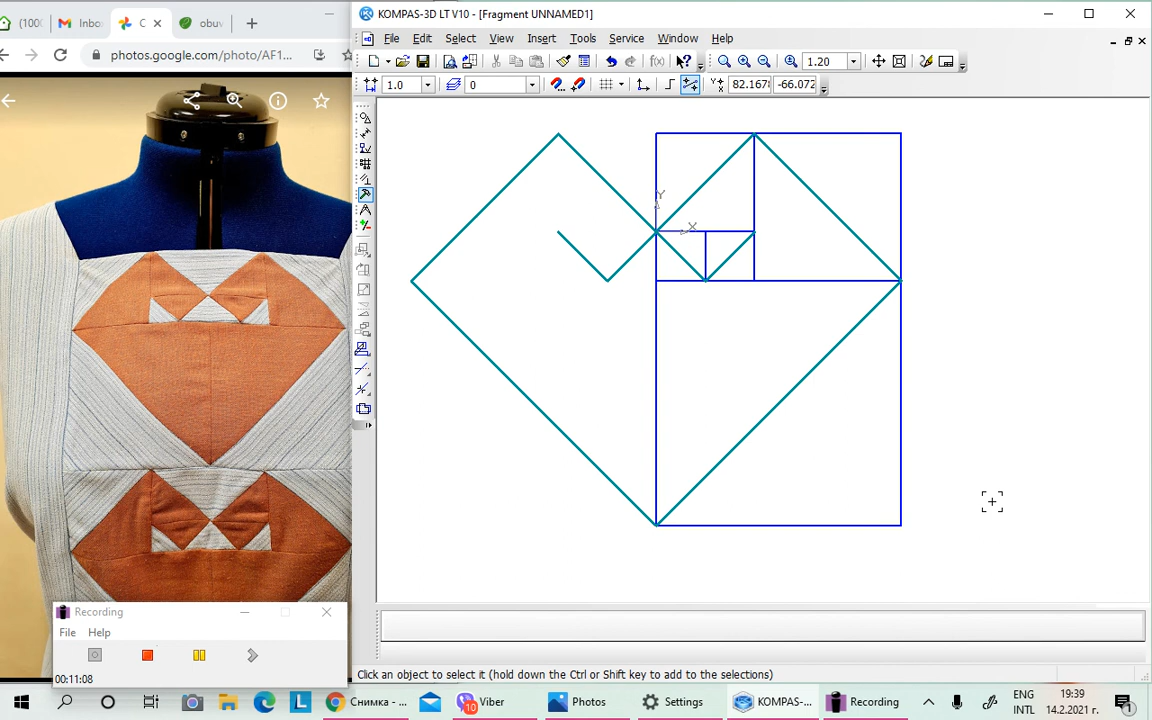 (100(
Inbo
C
obuv
photos.google.com/photo/AF1...
KOMPAS-3D LT V10 - [Fragment UNNAMED1]
File Edit Select View Insert Tools Service Window Help
f(x) 1.20
1.0 0 82.167 -66.072
Y
X
Recording
File Help
00:11:08
Click an object to select it (hold down the Ctrl or Shift key to add to the selections)
Снимка - ...
10 Viber
Photos
Settings
KOMPAS-...
Recording
ENG
INTL
19:39
14.2.2021 г.
1